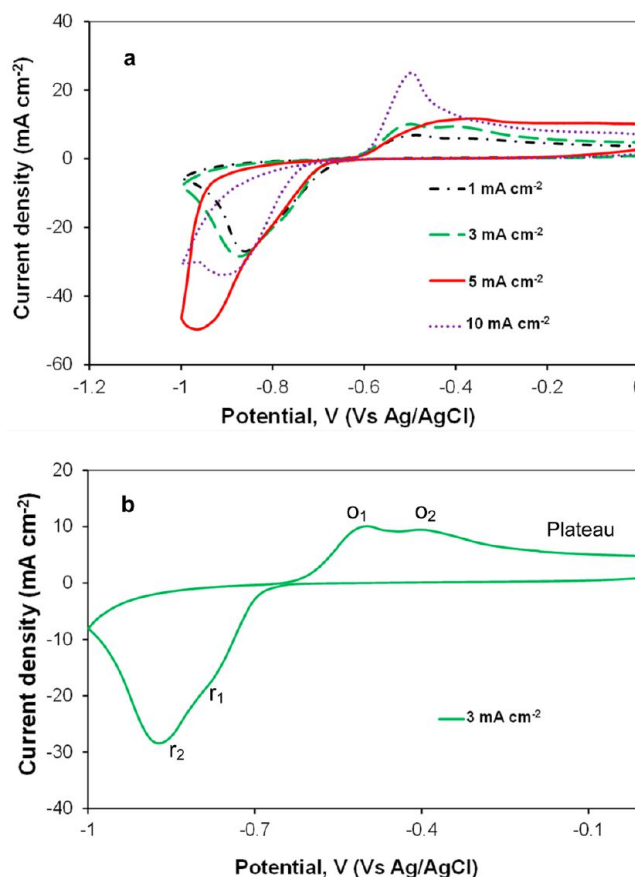 a
Current density (mA cm-2)
60
40
20
0
-20
-40
-60
1 mA cm-2
3 mA cm-2
5 mA cm-2
10 mA cm-2
-1.2 -1 -0.8 -0.6 -0.4 -0.2
Potential, V (Vs Ag/AgCl)
b
Current density (mA cm-2)
20
10
0
-10
-20
-30
-40
o1 o2
Plateau
r1
r2
3 mA cm-2
-1 -0.7 -0.4 -0.1
Potential, V (Vs Ag/AgCl)